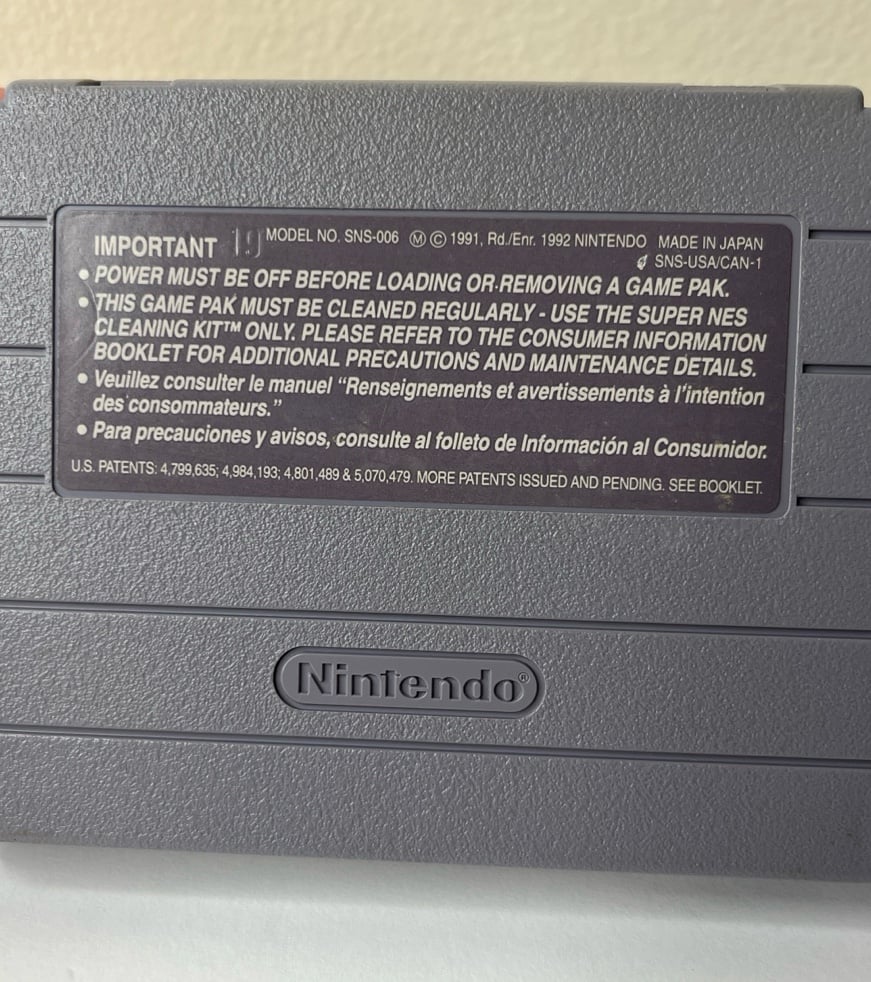 IMPORTANT 19 MODEL NO. SNS-006 Ⓜ © 1991, Rd./Enr. 1992 NINTENDO MADE IN JAPAN
SNS-USA/CAN-1
• POWER MUST BE OFF BEFORE LOADING OR REMOVING A GAME PAK.
• THIS GAME PAK MUST BE CLEANED REGULARLY - USE THE SUPER NES
CLEANING KIT™ ONLY. PLEASE REFER TO THE CONSUMER INFORMATION
BOOKLET FOR ADDITIONAL PRECAUTIONS AND MAINTENANCE DETAILS.
• Veuillez consulter le manuel “Renseignements et avertissements à l’intention
des consommateurs.”
• Para precauciones y avisos, consulte al folleto de Información al Consumidor.
U.S. PATENTS: 4,799,635; 4,984,193; 4,801,489 & 5,070,479. MORE PATENTS ISSUED AND PENDING. SEE BOOKLET.
Nintendo®